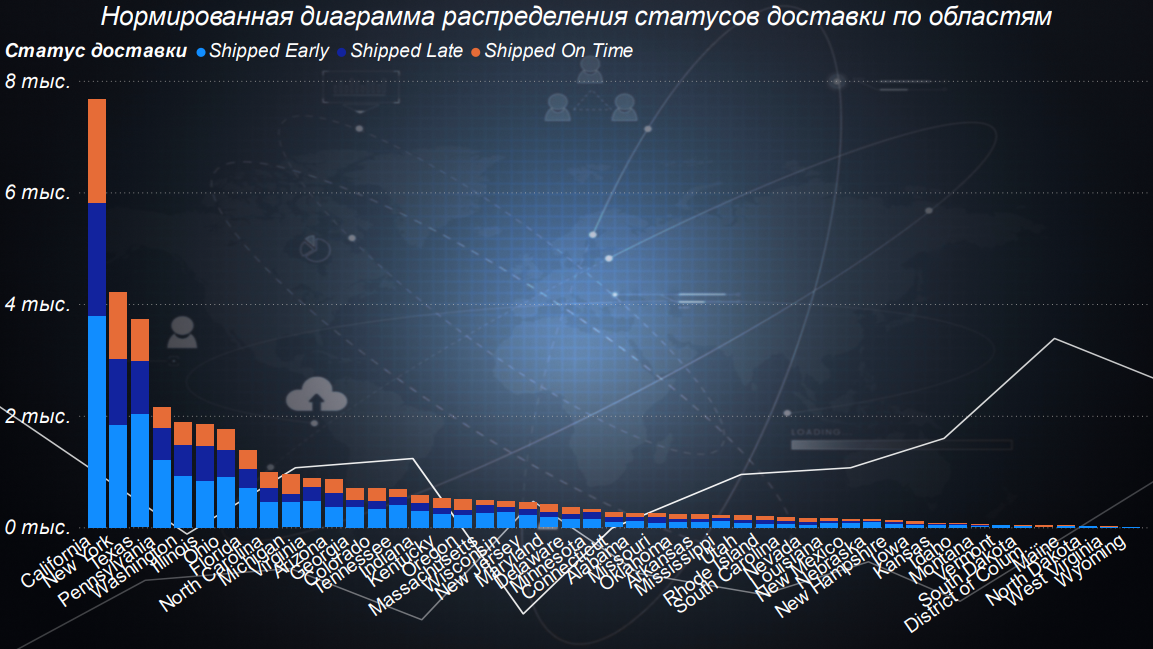 Нормированная диаграмма распределения статусов доставки по областям
Статус доставки Shipped Early Shipped Late Shipped On Time
8 тыс.
6 тыс.
4 тыс.
2 тыс.
0 тыс.
LOADING
California
New York
Texas
Pennsylvania
Washington
Illinois
Ohio
Florida
North Carolina
Michigan
Virginia
Arizona
Georgia
Colorado
Tennessee
Indiana
Kentucky
Massachusetts
Oregon
Wisconsin
New Jersey
Maryland
Delaware
Minnesota
Connecticut
Alabama
Missouri
Oklahoma
Arkansas
Mississippi
Utah
Rhode Island
South Carolina
Nevada
Louisiana
New Mexico
Nebraska
New Hampshire
Iowa
Kansas
Idaho
Montana
Vermont
South Dakota
District of Colum...
Maine
North Dakota
West Virginia
Wyoming